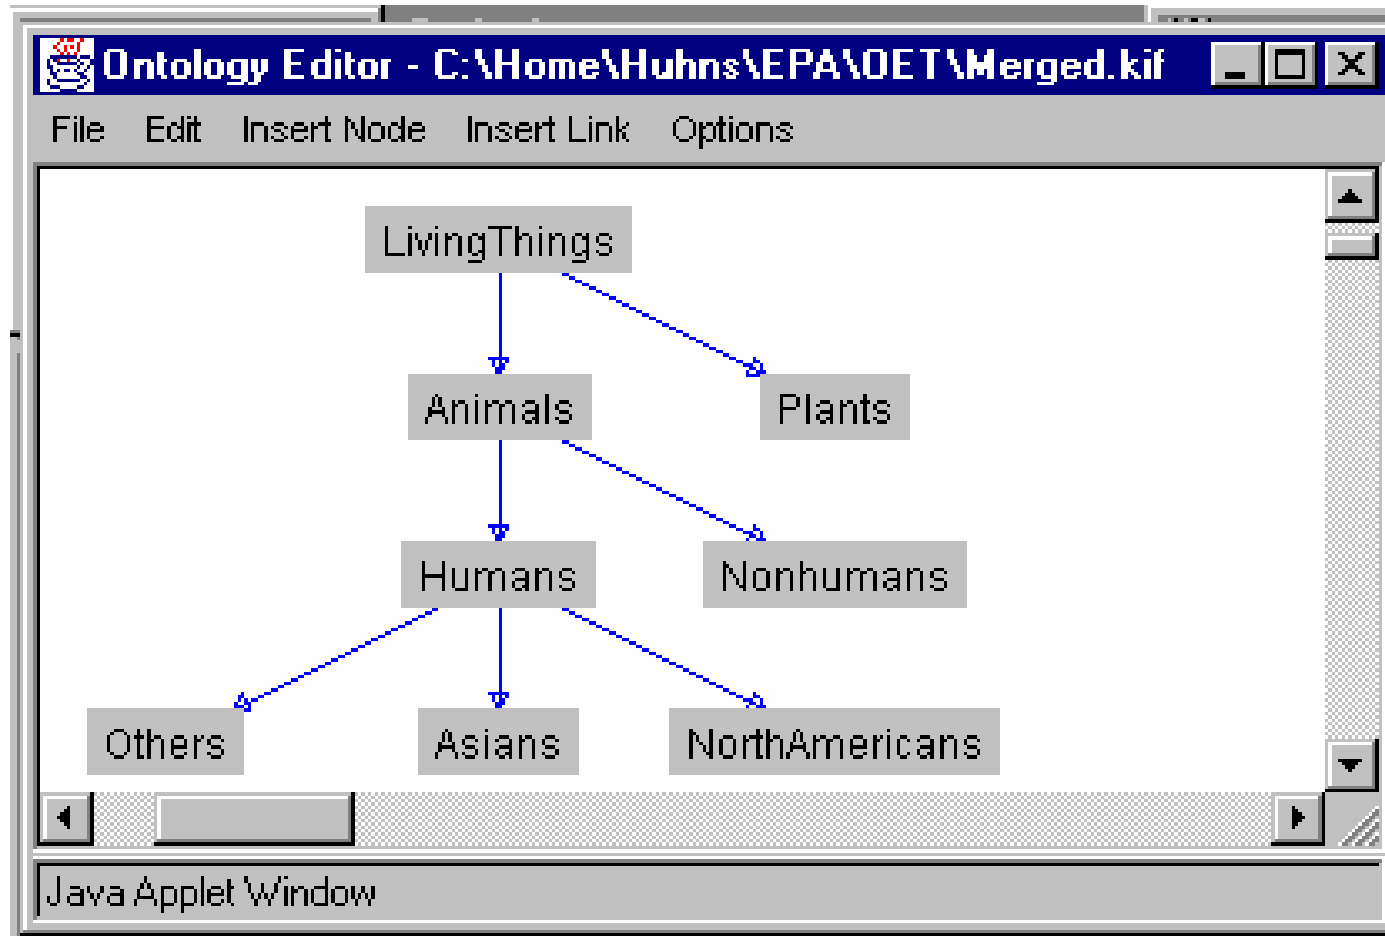 Ontology Editor - C:\Home\Huhns\EPA\OET\Merged.kif
File Edit Insert Node Insert Link Options
LivingThings
Animals Plants
Humans Nonhumans
Others Asians NorthAmericans
Java Applet Window